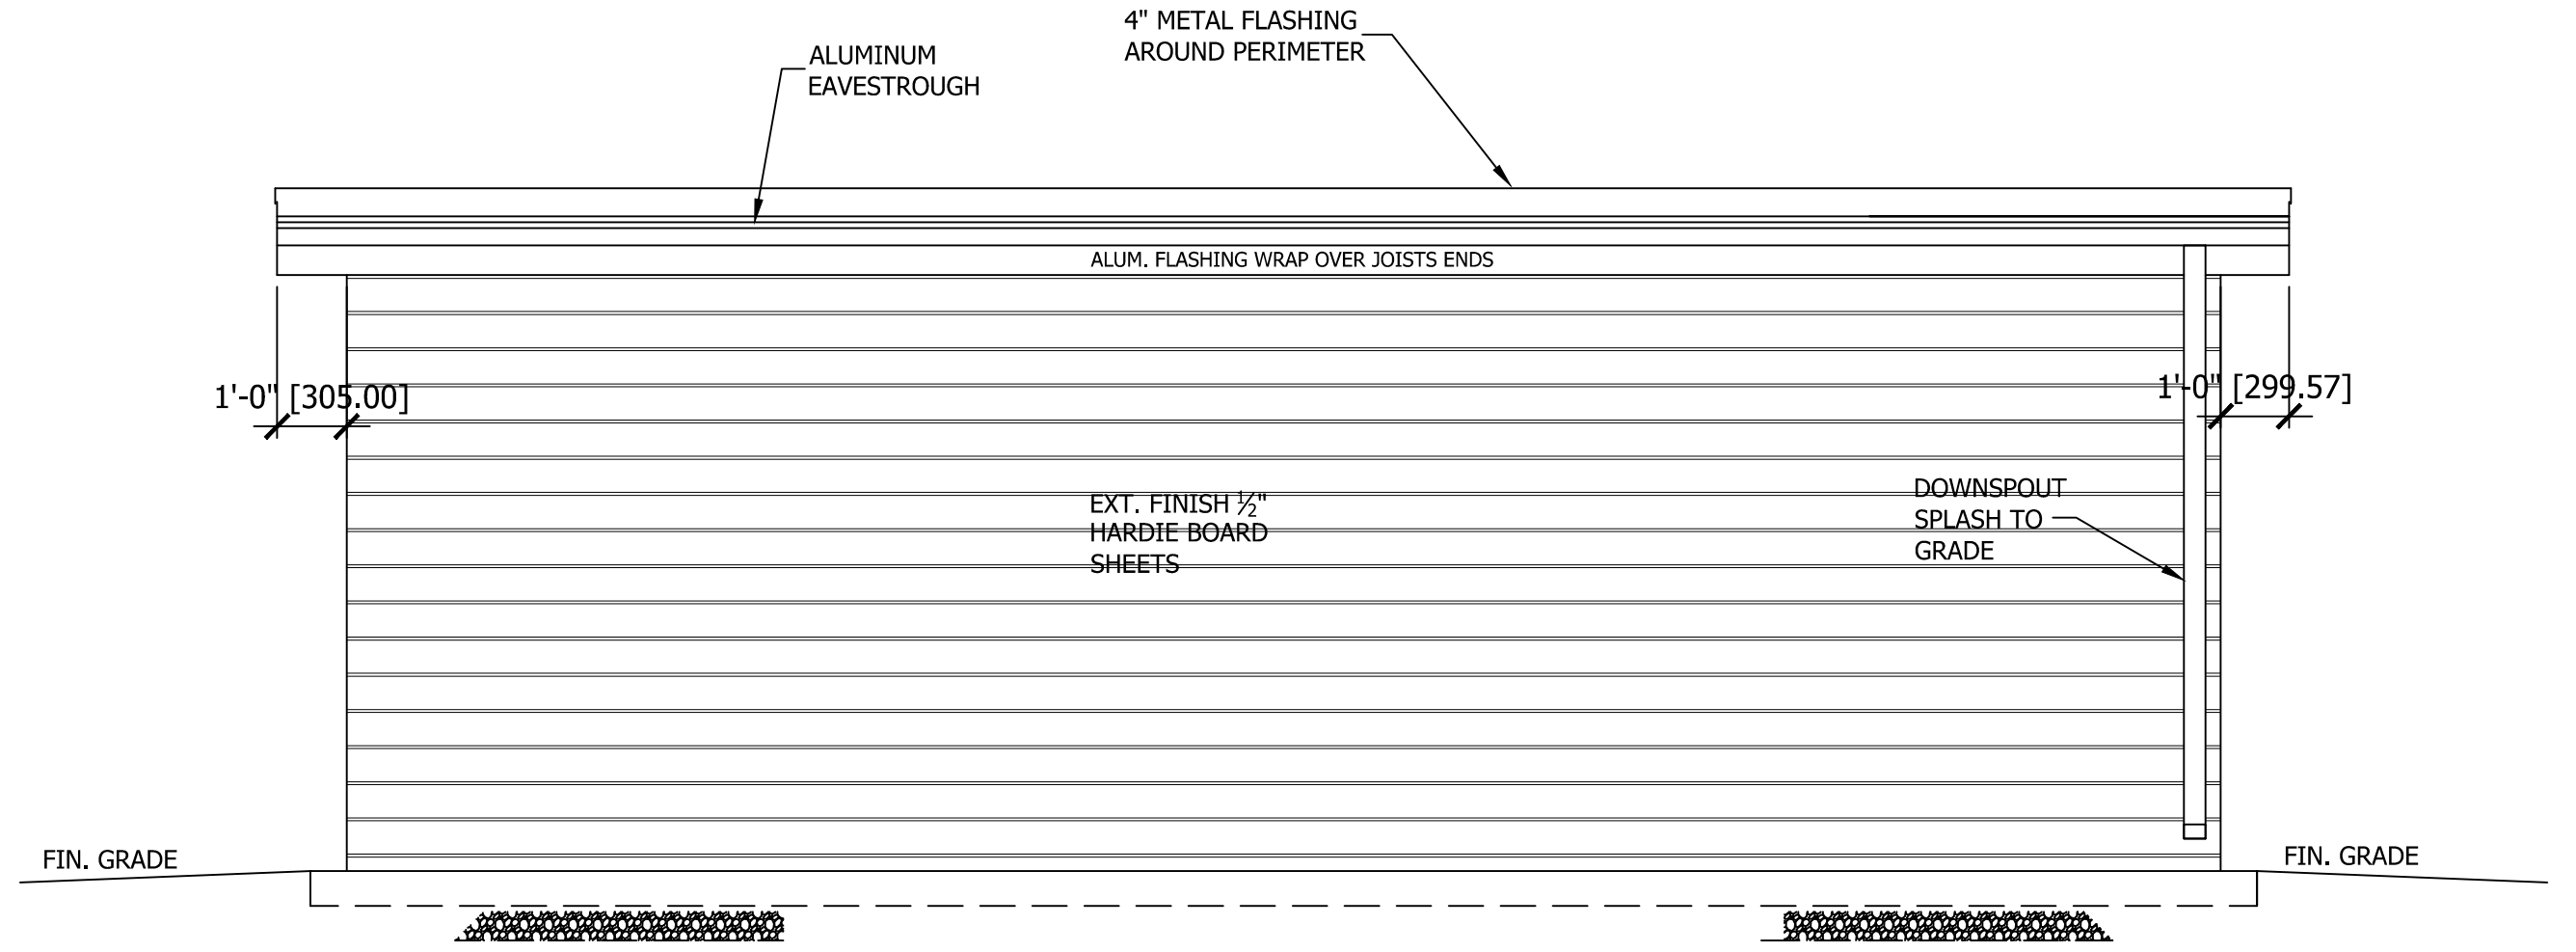 4" METAL FLASHING
AROUND PERIMETER
ALUMINUM
EAVESTROUGH
ALUM. FLASHING WRAP OVER JOISTS ENDS
1'-0" [305.00]
1'-0" [299.57]
EXT. FINISH ½"
HARDIE BOARD
SHEETS
DOWNSPOUT
SPLASH TO
GRADE
FIN. GRADE
FIN. GRADE